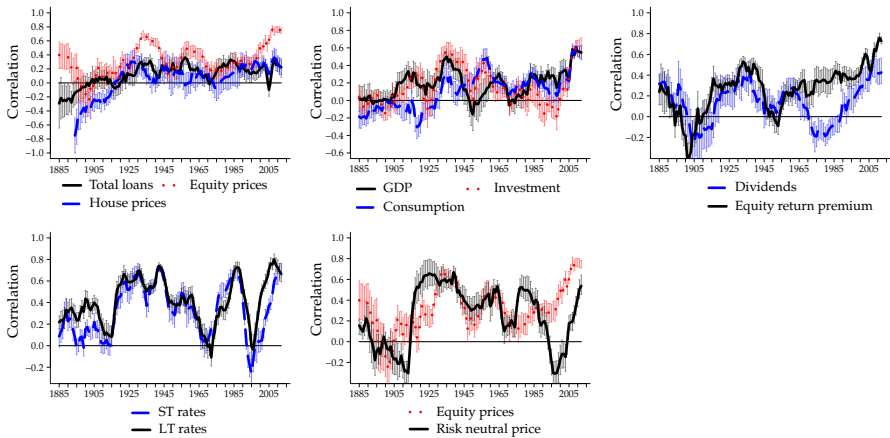 Correlation
1.0
0.8
0.6
0.4
0.2
0.0
−0.2
−0.4
−0.6
−0.8
−1.0
1885 1905 1925 1945 1965 1985 2005
Total loans Equity prices
House prices
Correlation
1.0
0.8
0.6
0.4
0.2
0.0
−0.2
−0.4
−0.6
1885 1905 1925 1945 1965 1985 2005
GDP Investment
Consumption
Correlation
1.0
0.8
0.6
0.4
0.2
0.0
−0.2
1885 1905 1925 1945 1965 1985 2005
Dividends
Equity return premium
Correlation
1.0
0.8
0.6
0.4
0.2
0.0
−0.2
1885 1905 1925 1945 1965 1985 2005
ST rates
LT rates
Correlation
1.0
0.8
0.6
0.4
0.2
0.0
−0.2
1885 1905 1925 1945 1965 1985 2005
Equity prices
Risk neutral price